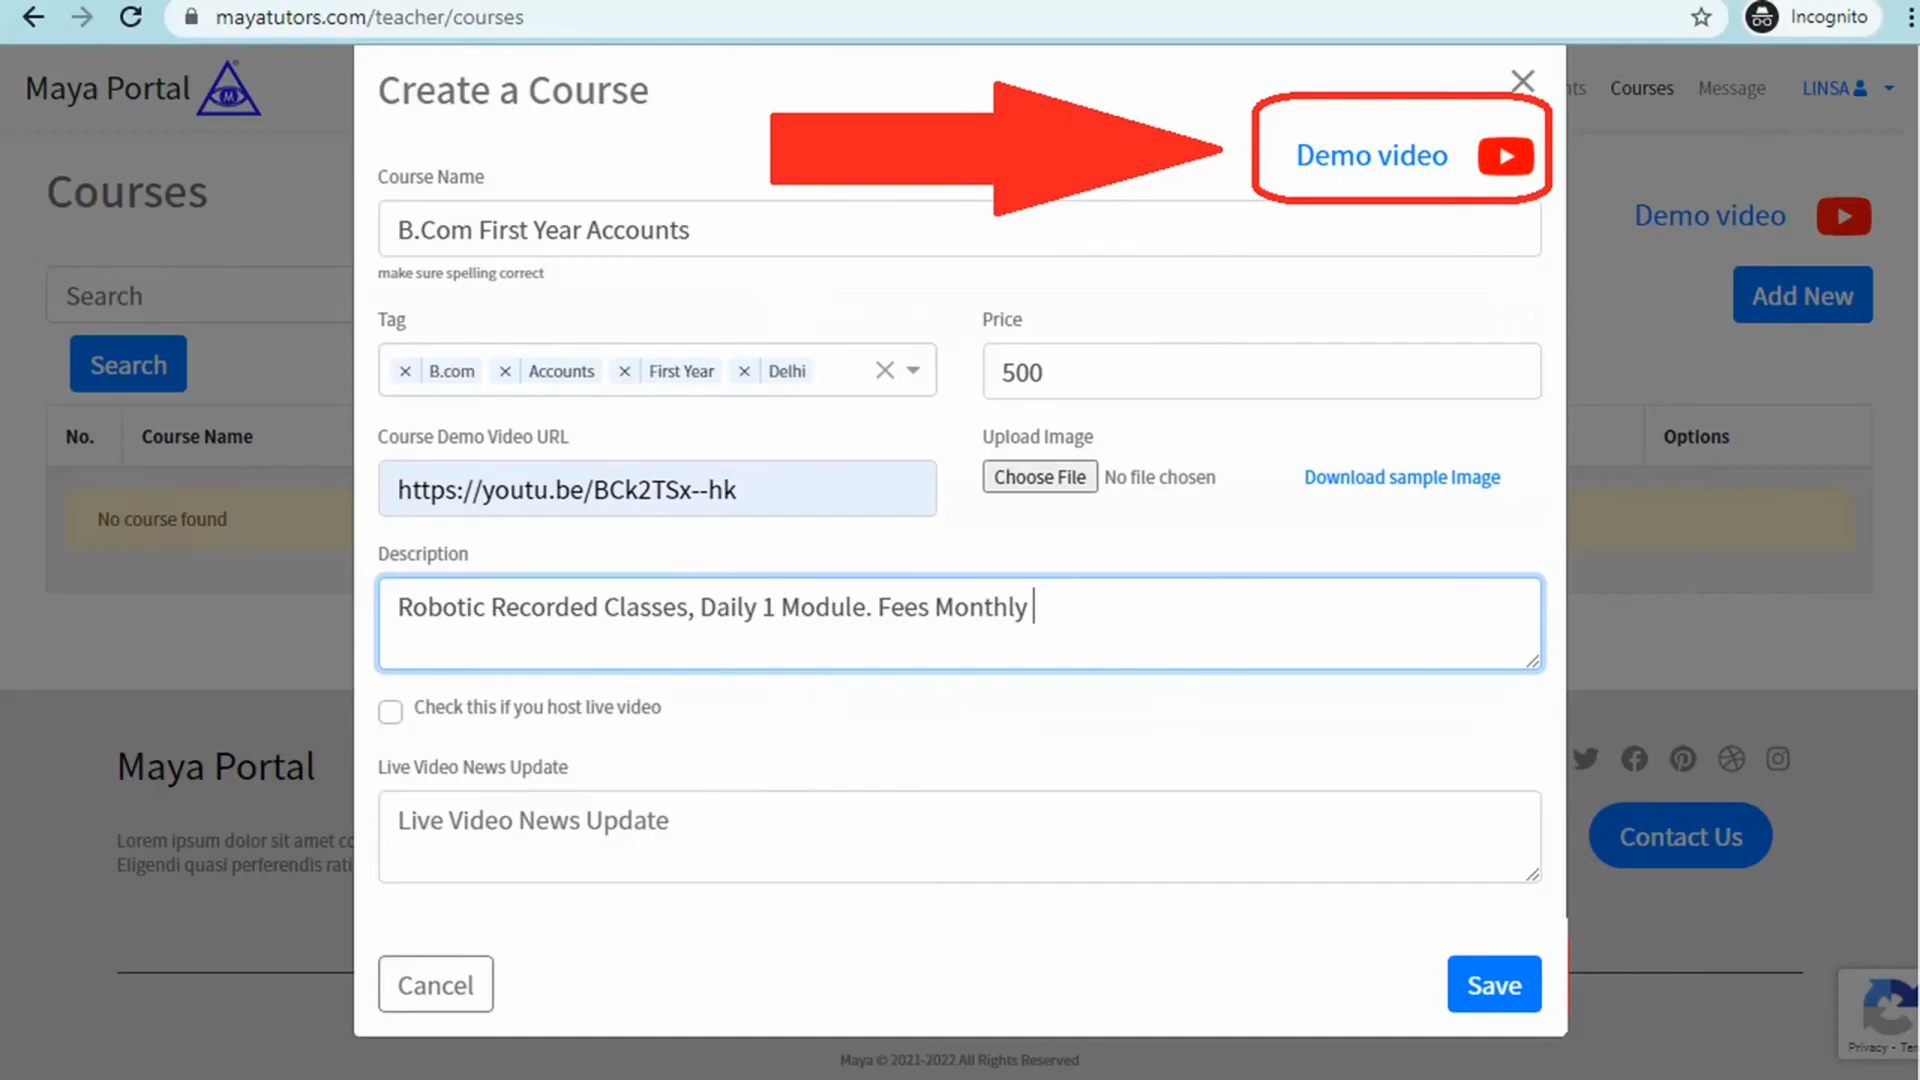 mayatutors.com/teacher/courses
Incognito
Maya Portal
M
Courses
Message
LINSA
Create a Course
Demo video
Courses
Demo video
Course Name
B.Com First Year Accounts
make sure spelling correct
Search
Add New
Search
Tag
Price
B.com
Accounts
First Year
Delhi
500
No.
Course Name
Options
Course Demo Video URL
Upload Image
https://youtu.be/BCk2TSx--hk
Choose File No file chosen
Download sample Image
No course found
Description
Robotic Recorded Classes, Daily 1 Module. Fees Monthly
Check this if you host live video
Maya Portal
Live Video News Update
Live Video News Update
Lorem ipsum dolor sit amet
Eligendi quasi perferendis
Contact Us
Cancel
Save
Privacy -
Maya © 2021-2022 All Rights Reserved